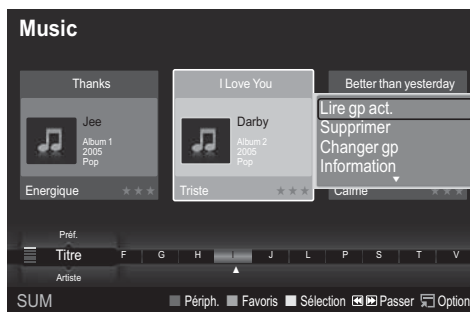 Music
Thanks
I Love You
Better than yesterday
Jee
Album 1
2005
Pop
Darby
Album 2
2005
Pop
Lire gp act.
Supprimer
Changer gp
Information
Energique
Triste
Calme
Préf.
Titre F G H I J L P S T V
Artiste
SUM Périph. Favoris Sélection Passer Option